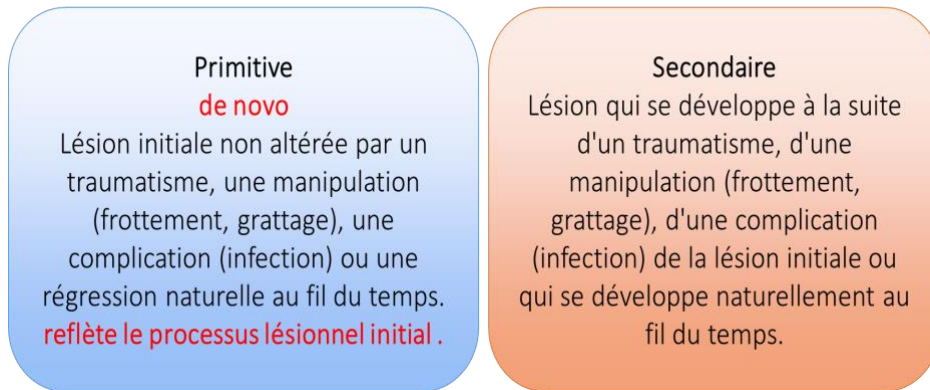 Primitive
de novo
Lésion initiale non altérée par un
traumatisme, une manipulation
(frottement, grattage), une
complication (infection) ou une
régression naturelle au fil du temps.
reflète le processus lésionnel initial .
Secondaire
Lésion qui se développe à la suite
d'un traumatisme, d'une
manipulation (frottement,
grattage), d'une complication
(infection) de la lésion initiale ou
qui se développe naturellement au
fil du temps.